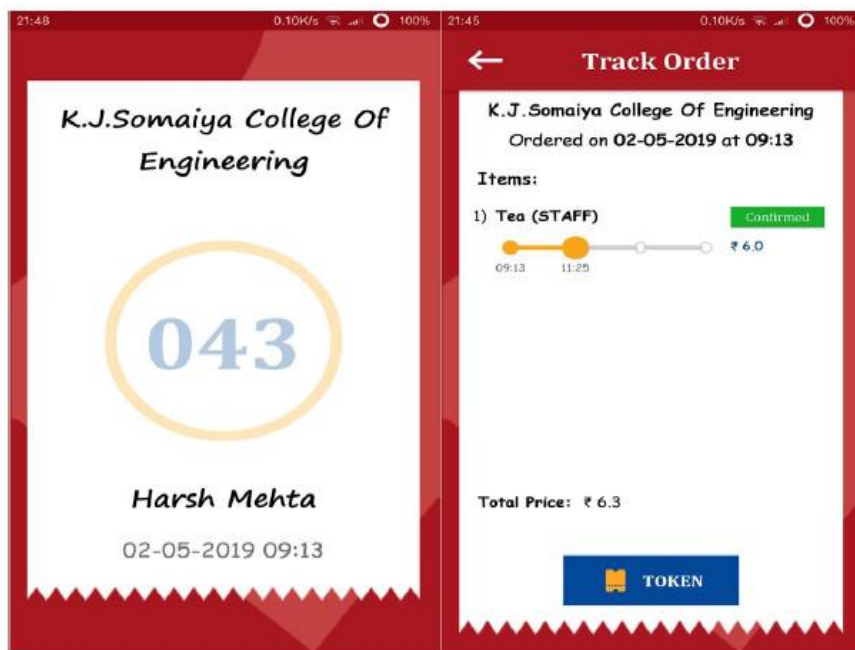 21:48 0.10K/s 100%
K.J.Somaiya College Of
Engineering
043
Harsh Mehta
02-05-2019 09:13
21:45 0.10K/s 100%
Track Order
K.J.Somaiya College Of Engineering
Ordered on 02-05-2019 at 09:13
Items:
1) Tea (STAFF) Confirmed
₹ 6.0
09:13 11:25
Total Price: ₹ 6.3
TOKEN